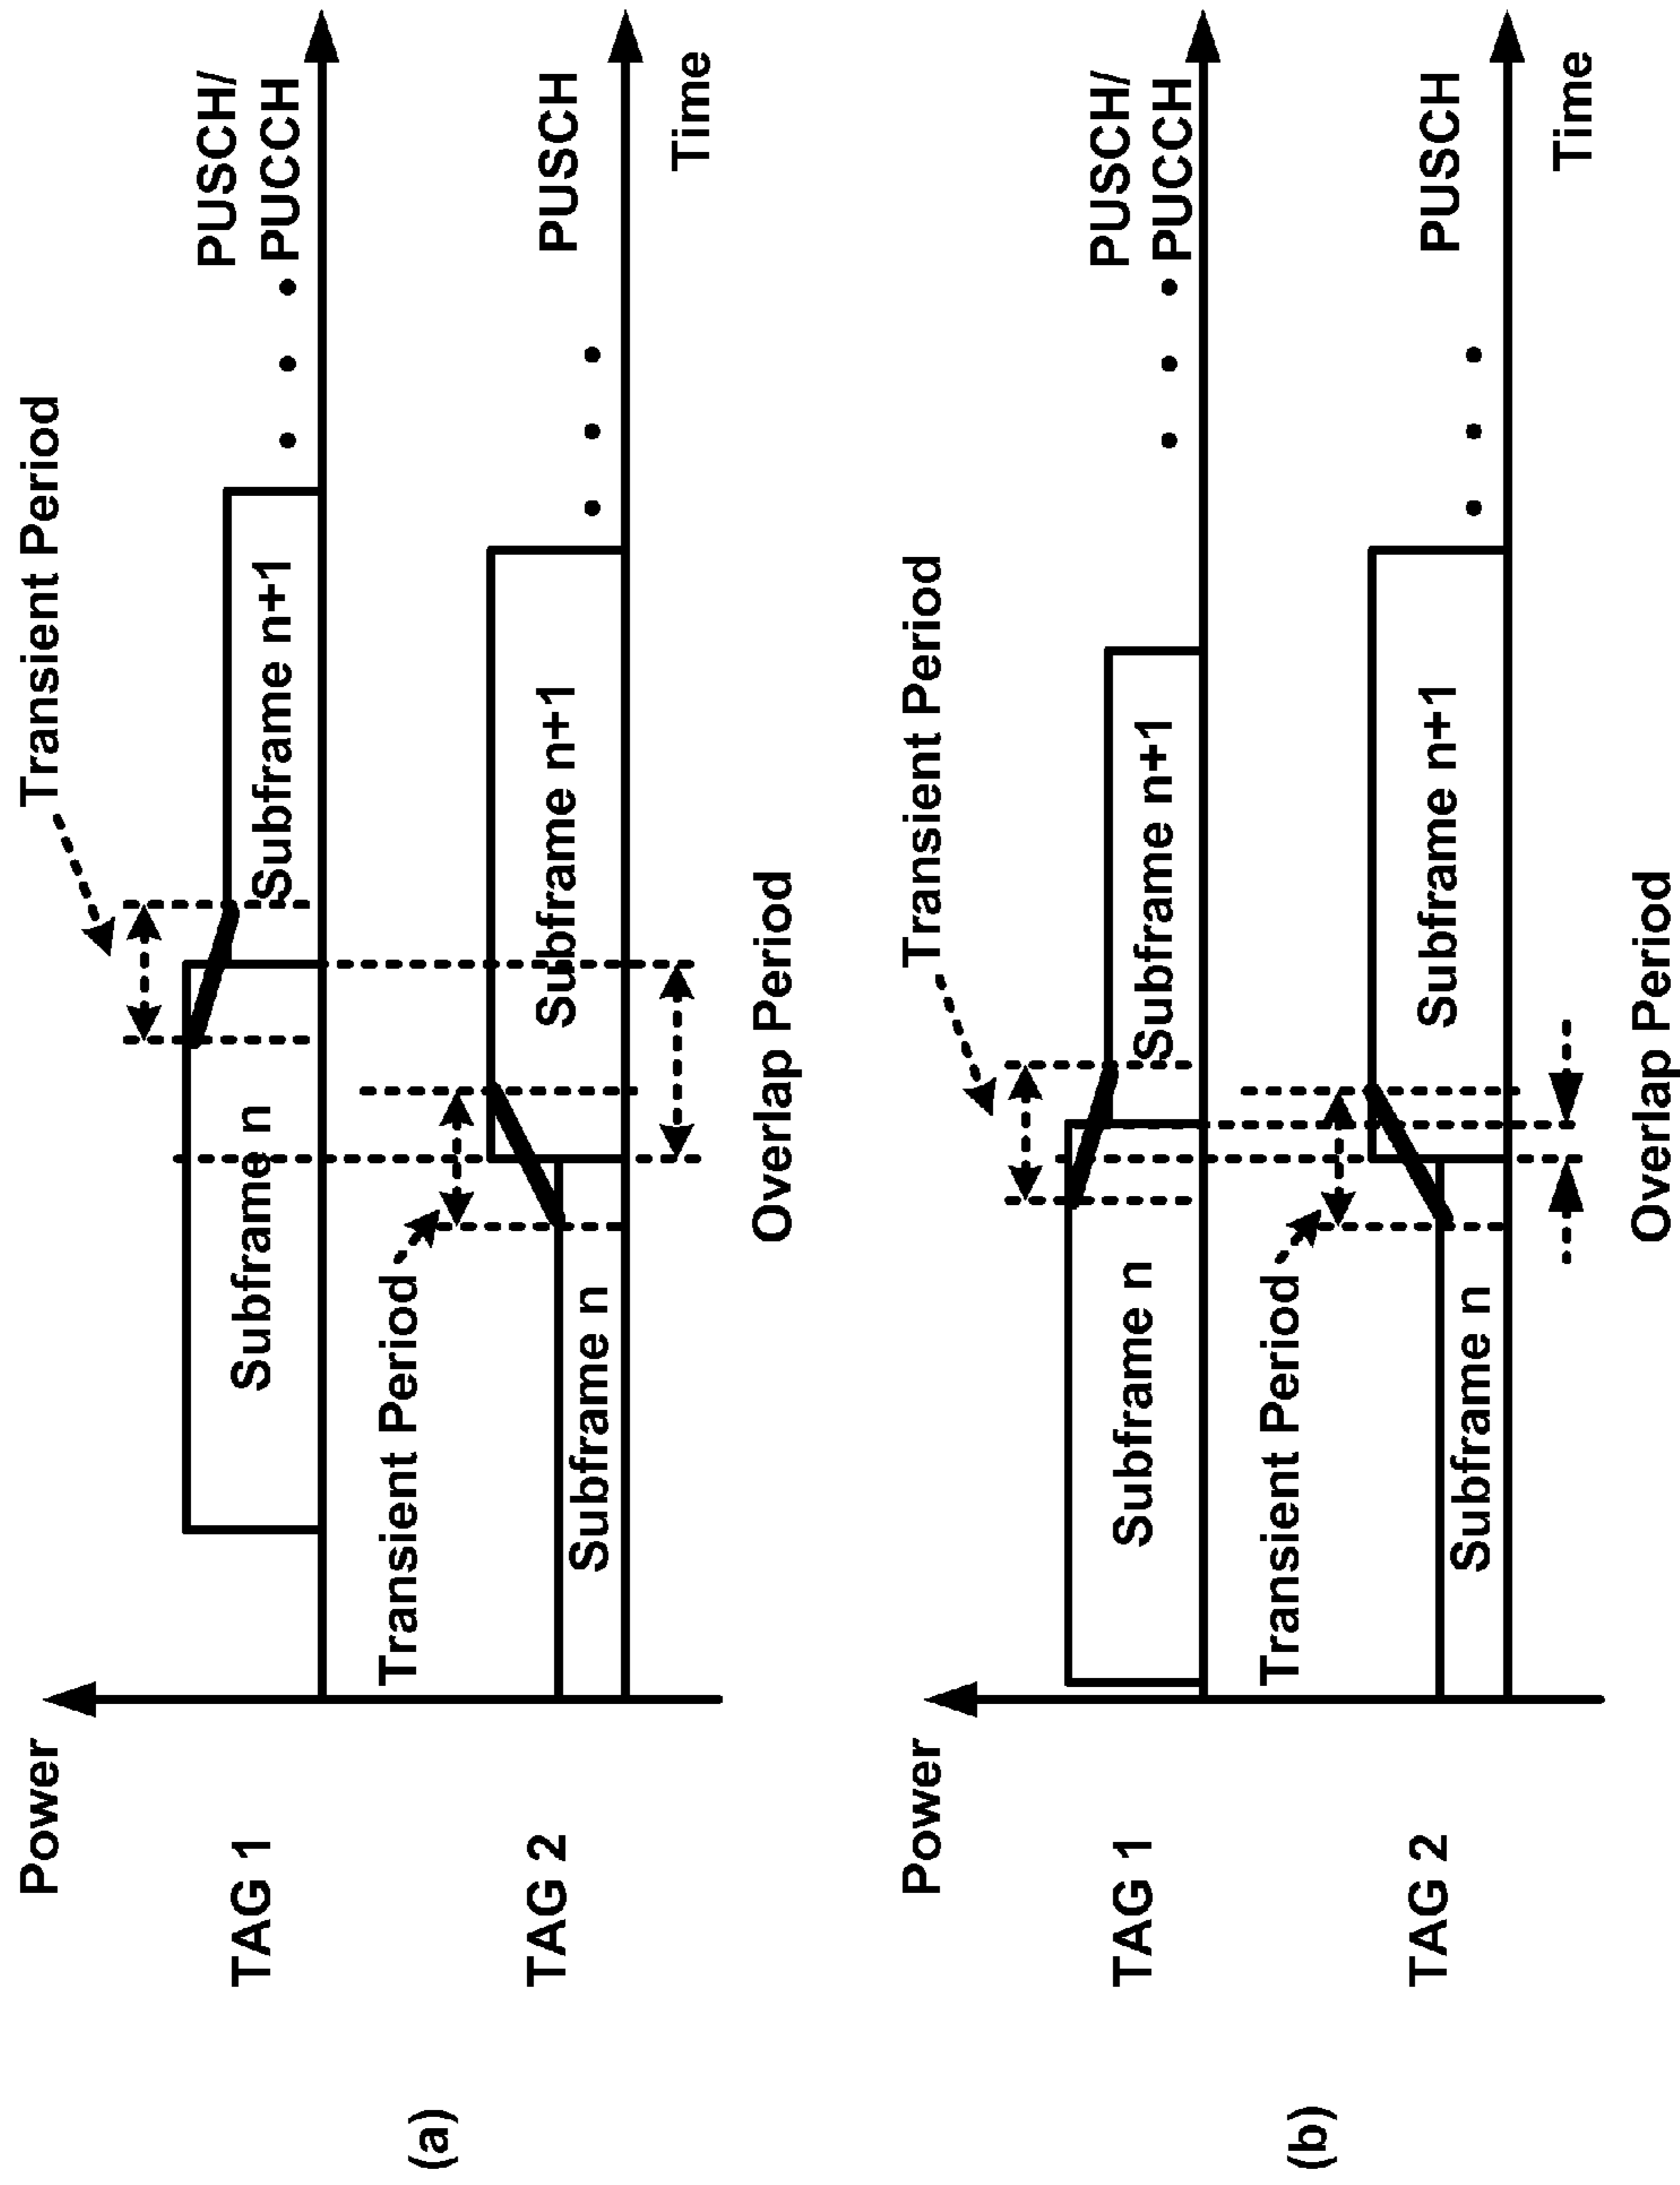 Power
Transient Period
TAG 1
Subframe n
Subframe n+1
PUSCH/
PUCCH
Transient Period
TAG 2
Subframe n
Subframe n+1
PUSCH
Time
Overlap Period
(a)
Power
Transient Period
TAG 1
Subframe n
Subframe n+1
PUSCH/
PUCCH
Transient Period
TAG 2
Subframe n
Subframe n+1
PUSCH
Time
Overlap Period
(b)